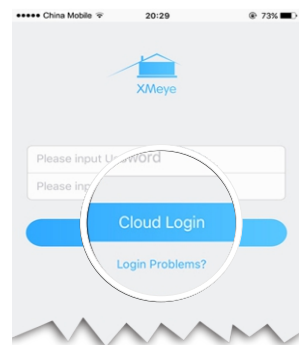 China Mobile 20:29 73%
XMeye
Please input U
word
Please inp
Cloud Login
Login Problems?